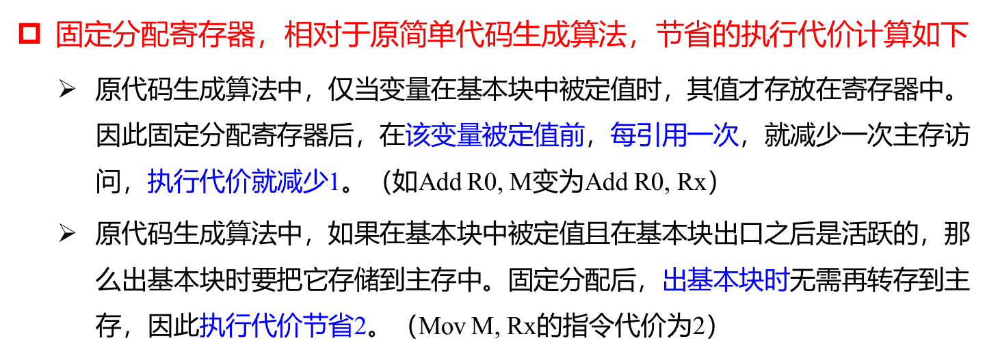 固定分配寄存器，相对于原简单代码生成算法，节省的执行代价计算如下
原代码生成算法中，仅当变量在基本块中被定值时，其值才存放在寄存器中。
因此固定分配寄存器后，在该变量被定值前，每引用一次，就减少一次主存访
问，执行代价就减少1。（如Add R0, M变为Add R0, Rx）
原代码生成算法中，如果在基本块中被定值且在基本块出口之后是活跃的，那
么出基本块时要把它存储到主存中。固定分配后，出基本块时无需再转存到主
存，因此执行代价节省2。（Mov M, Rx的指令代价为2）